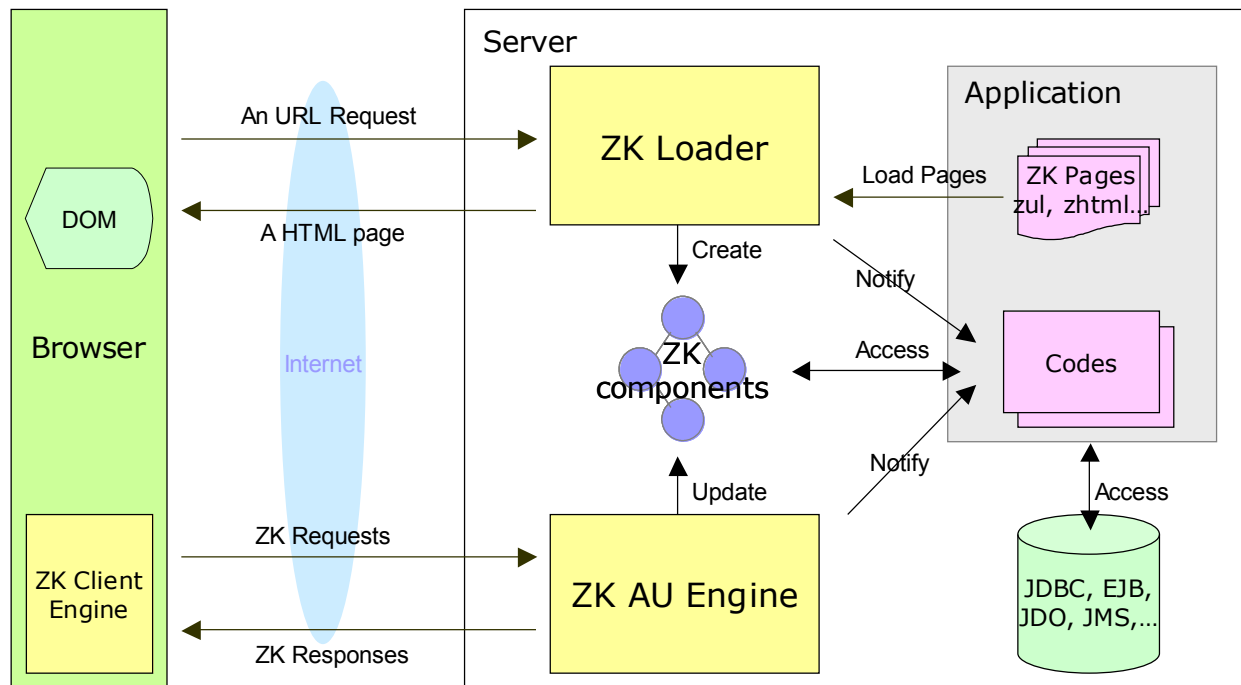 Server
Application
An URL Request
ZK Loader
ZK Pages
zul, zhtml...
Load Pages
DOM
A HTML page
Create
Notify
Browser
Internet
ZK
components
Access
Codes
Notify
Update
Access
ZK Requests
ZK Client
Engine
ZK AU Engine
JDBC, EJB,
JDO, JMS,...
ZK Responses